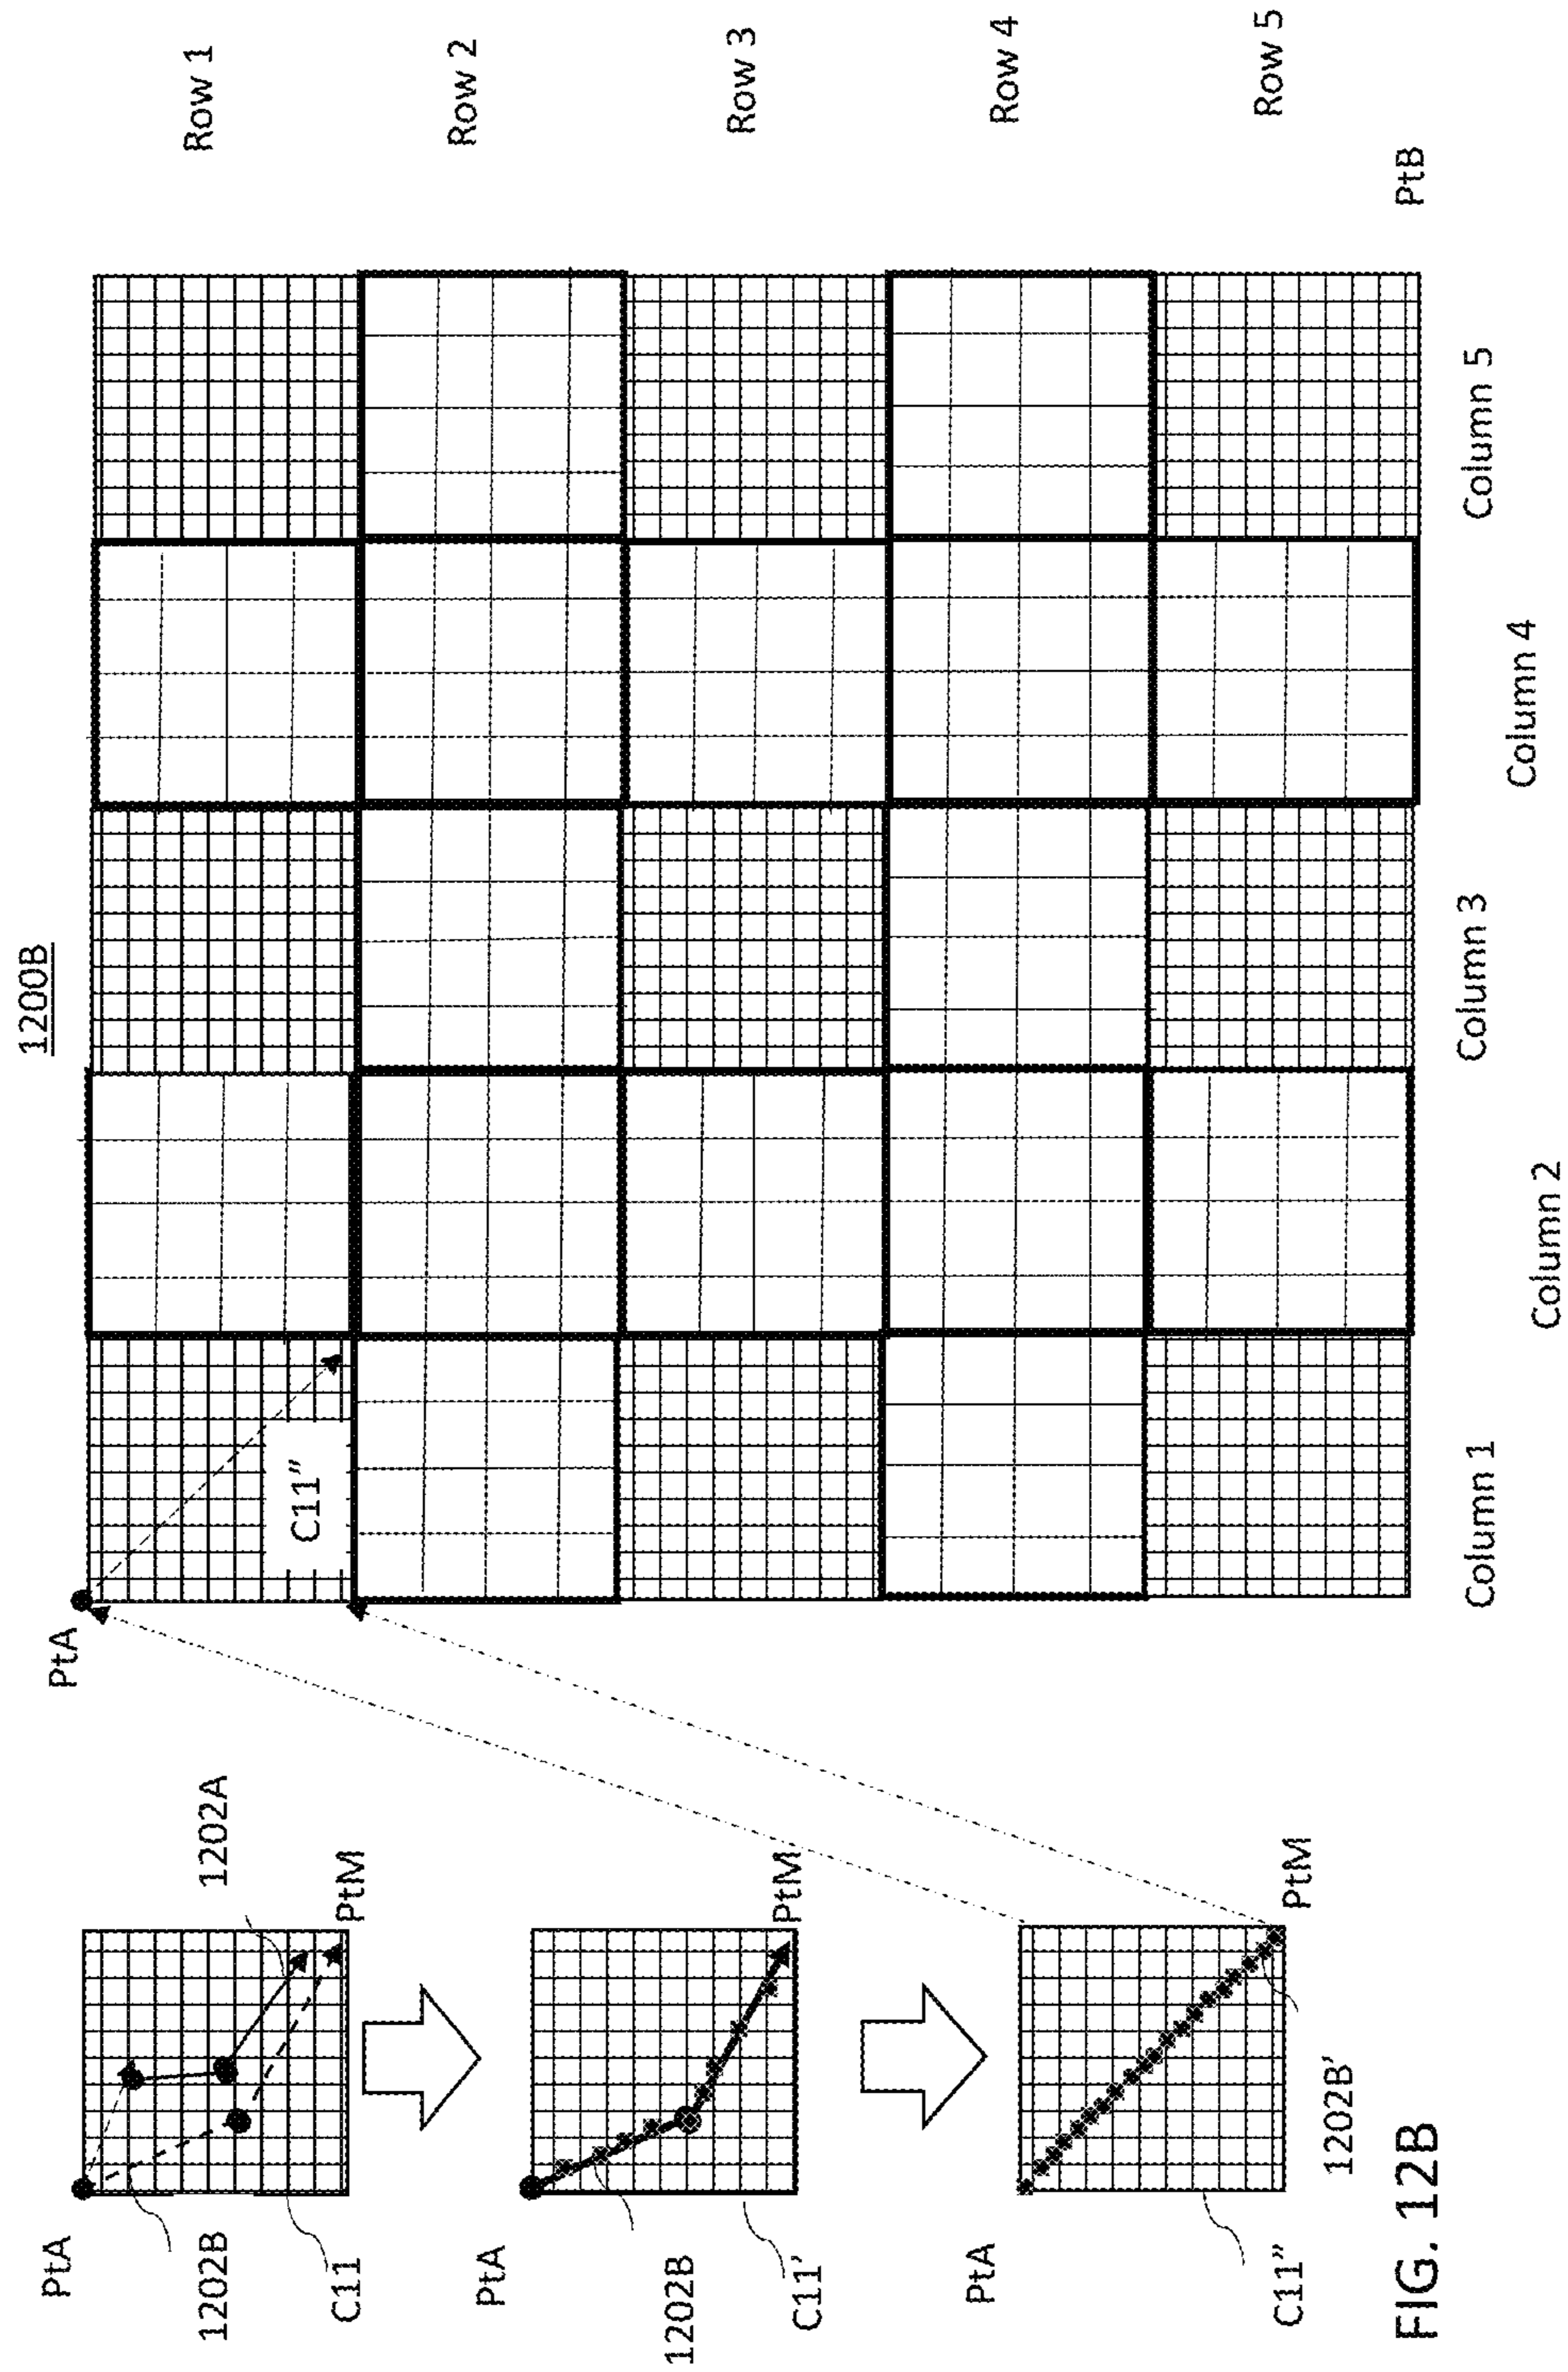 1200B
PtA
1202A
1202B
C11
PtM
PtA
1202B
C11'
PtM
PtA
C11"
1202B'
PtM
PtA
C11"
Row 1
Row 2
Row 3
Row 4
Row 5
PtB
Column 1
Column 2
Column 3
Column 4
Column 5
FIG. 12B